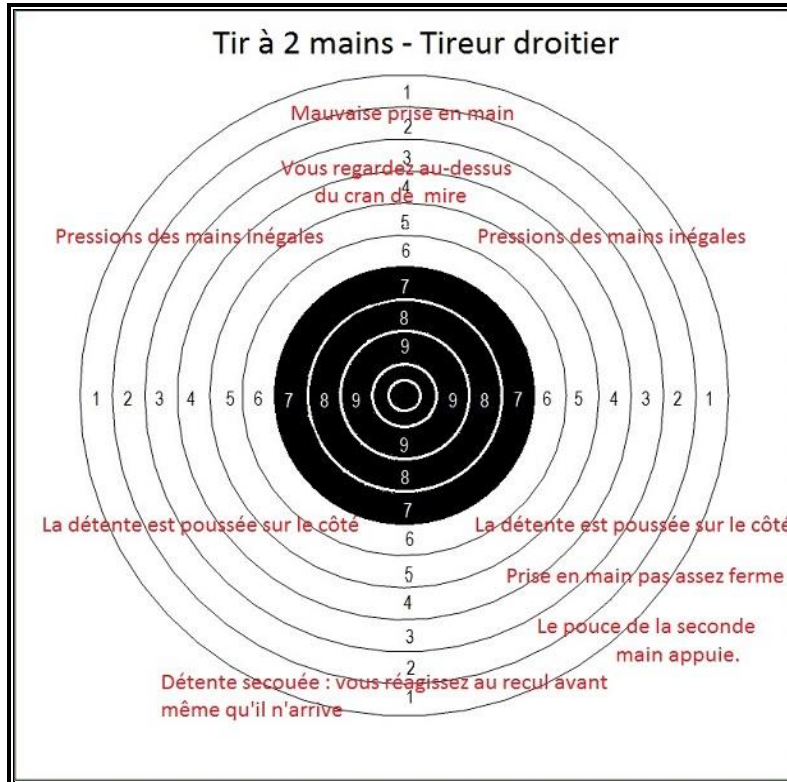 Tir à 2 mains - Tireur droitier
1
Mauvaise prise en main
2
3
Vous regardez au-dessus
4
du cran de mire
5
Pressions des mains inégales Pressions des mains inégales
6
7
8
9
1 2 3 4 5 6 7 8 9 9 8 7 6 5 4 3 2 1
9
8
7
La détente est poussée sur le côté La détente est poussée sur le côté
6
5 Prise en main pas assez ferme
4
Le pouce de la seconde
3
main appuie.
2
Détente secouée : vous réagissez au recul avant
1
même qu'il n'arrive